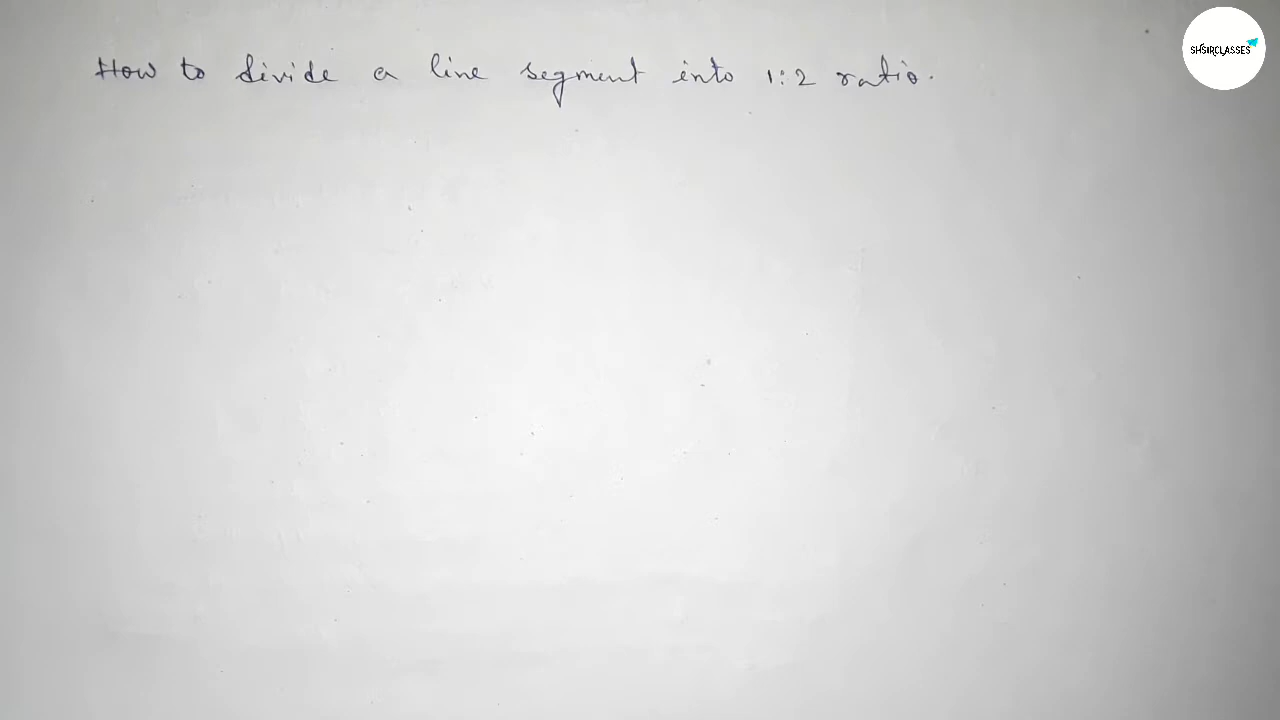 How to divide a line segment into 1:2 ratio.
SHSIRCLASSES